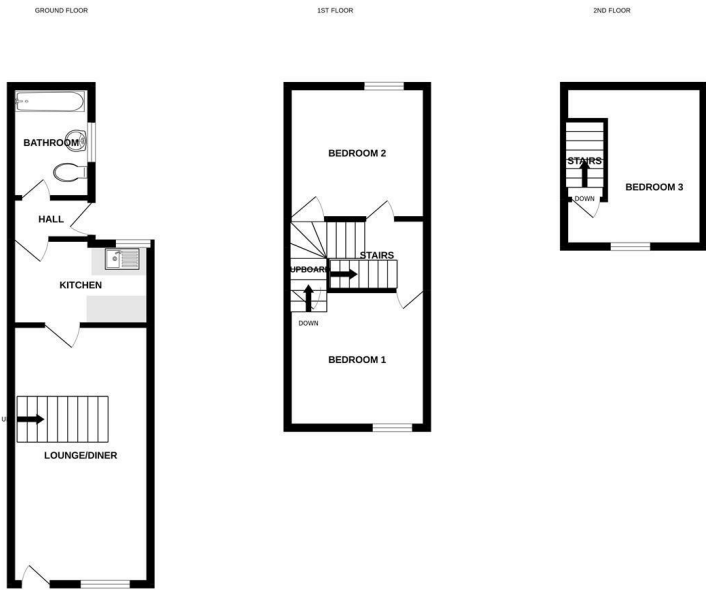 GROUND FLOOR
1ST FLOOR
2ND FLOOR
BATHROOM
HALL
KITCHEN
LOUNGE/DINER
BEDROOM 2
STAIRS
UPBOAR
DOWN
BEDROOM 1
STAIRS
DOWN
BEDROOM 3